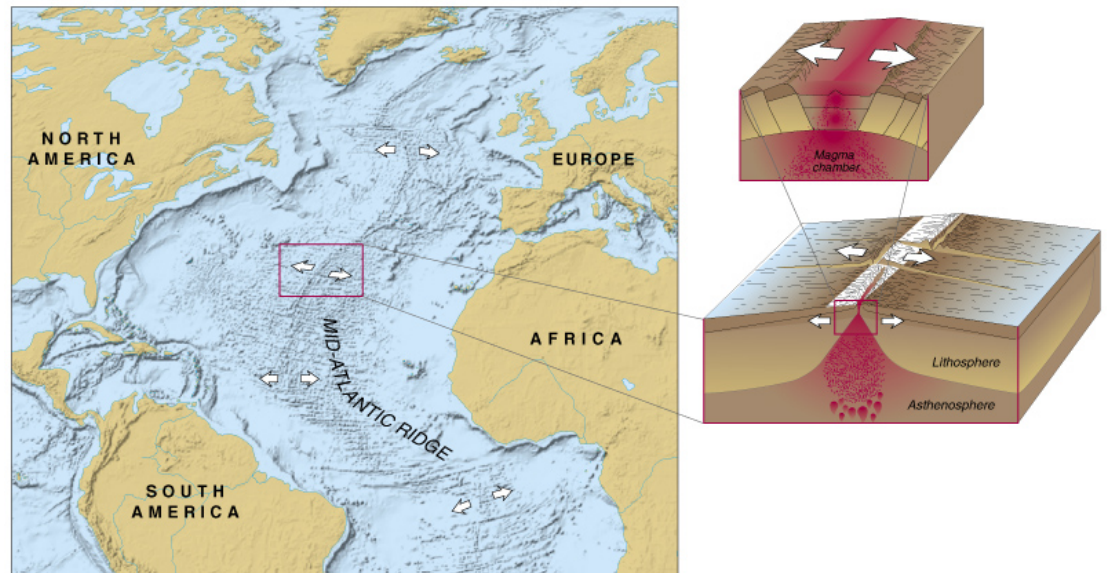 NORTH
AMERICA
EUROPE
AFRICA
MID-ATLANTIC RIDGE
SOUTH
AMERICA
Magma
chamber
Lithosphere
Asthenosphere